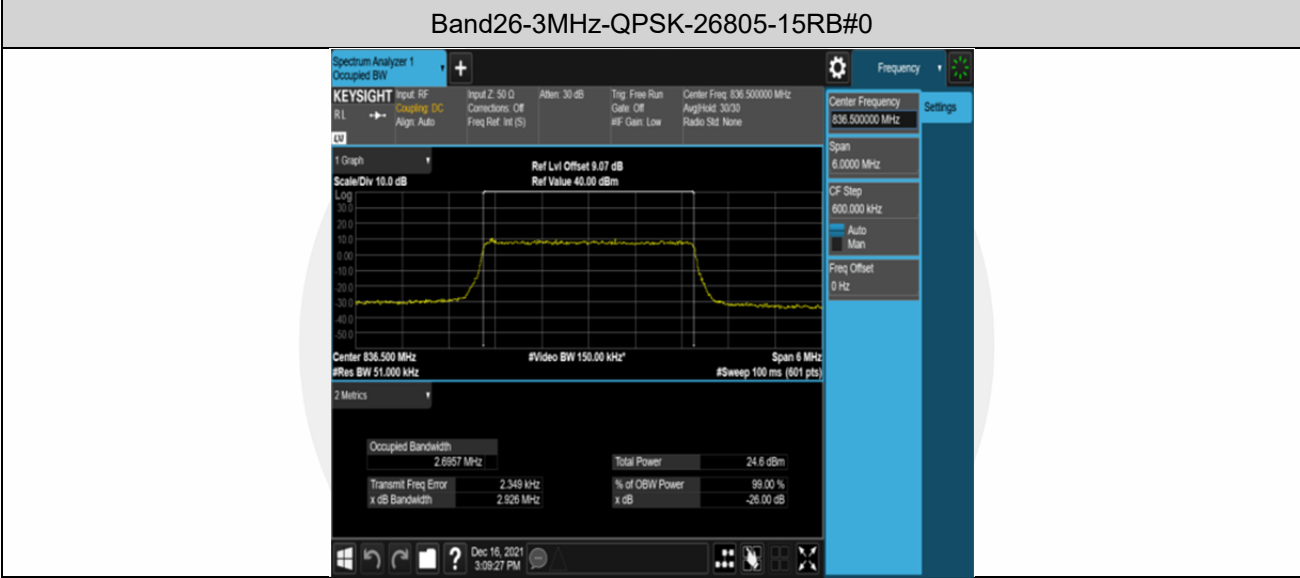 Band26-3MHz-QPSK-26805-15RB#0
Spectrum Analyzer 1
Occupied BW
+
Frequency
KEYSIGHT Input: RF
Coupling: DC
Align: Auto
R L
LXI
Input Z: 50 Ω
Corrections: Off
Freq Ref: Int (S)
Atten: 30 dB
Trig: Free Run
Gate: Off
#IF Gain: Low
Center Freq: 836.500000 MHz
Avg|Hold: 30/30
Radio Std: None
Center Frequency
836.500000 MHz
Settings
Span
6.0000 MHz
CF Step
600.000 kHz
Auto
Man
Freq Offset
0 Hz
1 Graph
Ref Lvl Offset 9.07 dB
Scale/Div 10.0 dB
Ref Value 40.00 dBm
Log
30.0
20.0
10.0
0.00
-10.0
-20.0
-30.0
-40.0
-50.0
Center 836.500 MHz
#Video BW 150.00 kHz*
Span 6 MHz
#Res BW 51.000 kHz
#Sweep 100 ms (601 pts)
2 Metrics
Occupied Bandwidth
2.6957 MHz
Total Power 24.6 dBm
Transmit Freq Error 2.349 kHz
% of OBW Power 99.00 %
x dB Bandwidth 2.926 MHz
x dB -26.00 dB
?
Dec 16, 2021
3:09:27 PM